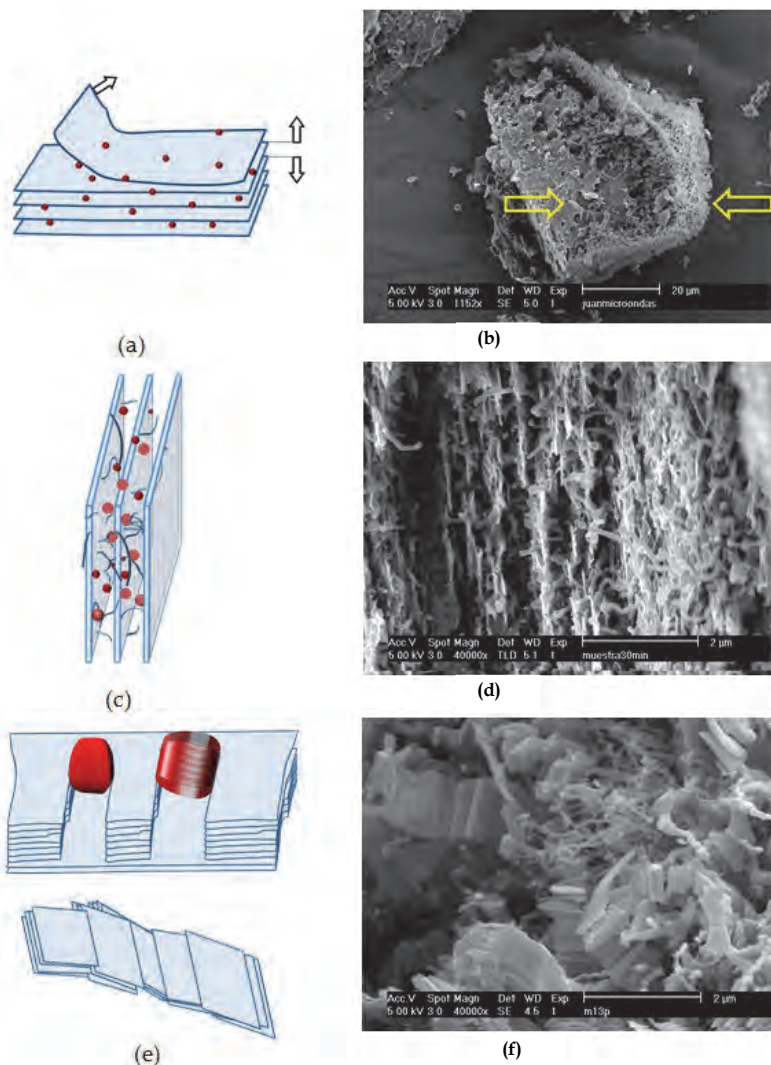 (a)
Acc.V Spot Magn Det WD Exp 20 µm
5.00 kV 3.0 1152x SE 5.0 1 juanmicroondas
(b)
(c)
Acc.V Spot Magn Det WD Exp 2 µm
5.00 kV 3.0 40000x TLD 5.1 1 muestra30min
(d)
(e)
Acc.V Spot Magn Det WD Exp 2 µm
5.00 kV 3.0 40000x SE 4.5 1 m13p
(f)